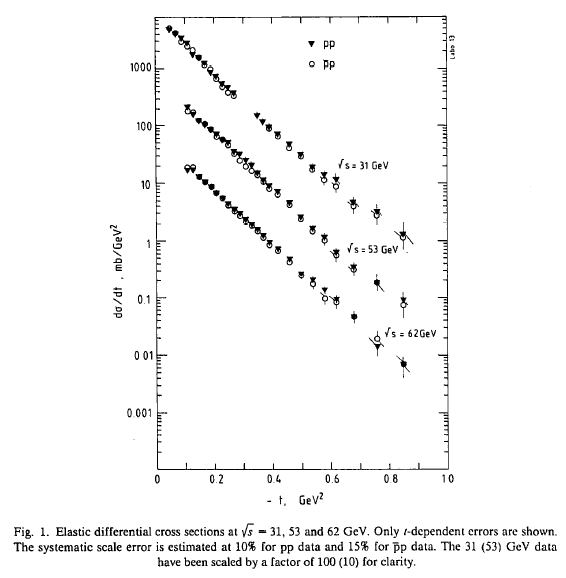 ▼ pp
○ p̅p
Labo 13
1000
100
10
1
0.1
0 01
0.001
dσ/dt , mb/GeV²
√s = 31 GeV
√s = 53 GeV
√s = 62 GeV
0 0.2 0.4 0.6 0.8 1 0
- t, GeV²
Fig. 1. Elastic differential cross sections at √s = 31, 53 and 62 GeV. Only t-dependent errors are shown.
The systematic scale error is estimated at 10% for pp data and 15% for p̅p data. The 31 (53) GeV data
have been scaled by a factor of 100 (10) for clarity.